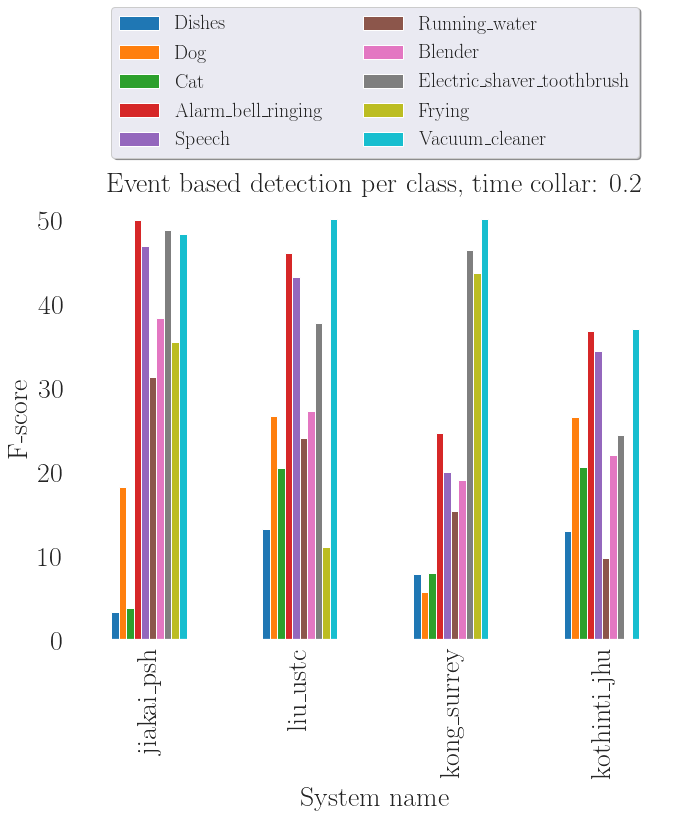 Dishes
Dog
Cat
Alarm_bell_ringing
Speech
Running_water
Blender
Electric_shaver_toothbrush
Frying
Vacuum_cleaner
Event based detection per class, time collar: 0.2
50
40
30
20
10
0
F-score
jiakai_psh
liu_ustc
kong_surrey
kothinti_jhu
System name